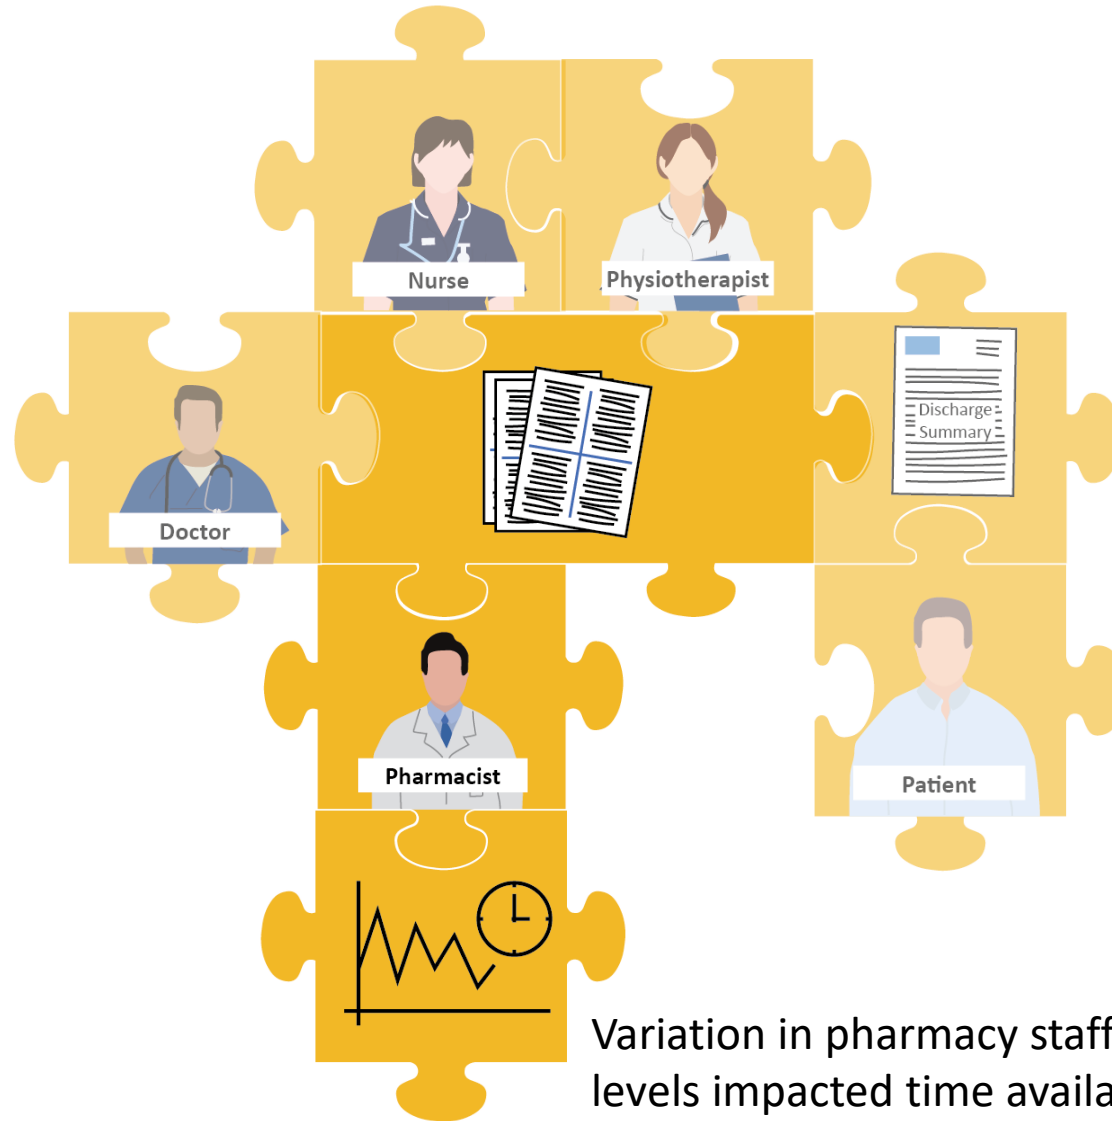 Nurse
Physiotherapist
Discharge
Summary
Doctor
Pharmacist
Patient
Variation in pharmacy staff
levels impacted time availa